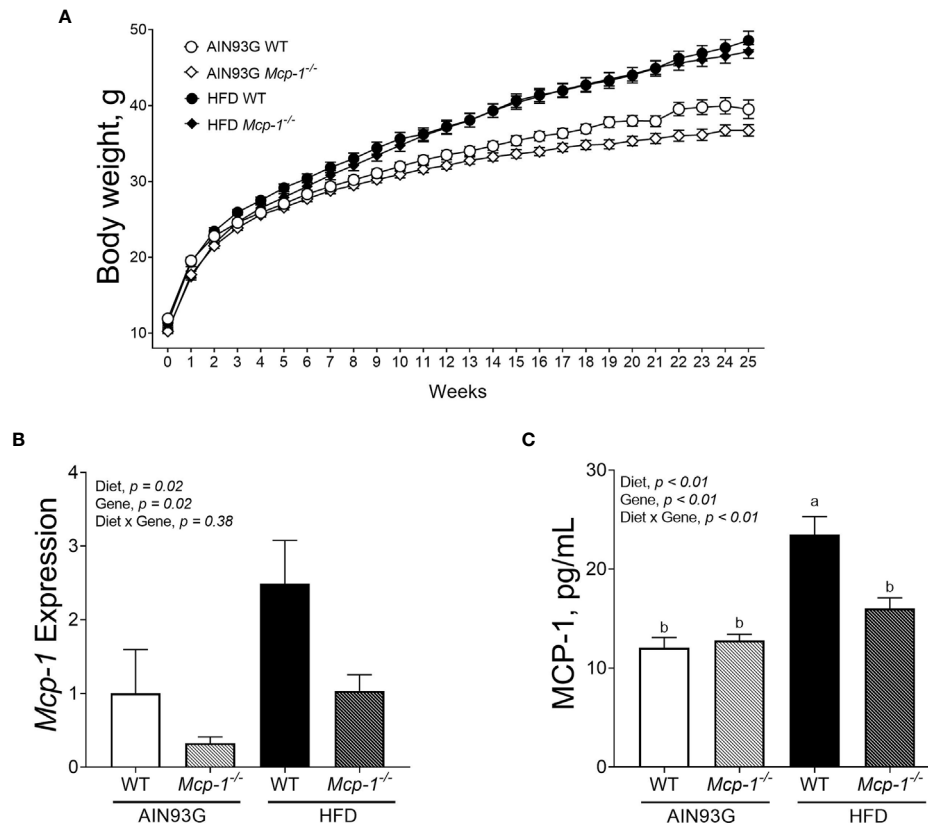 A
Body weight, g
50
40
30
20
10
AIN93G WT
AIN93G Mcp-1-/-
HFD WT
HFD Mcp-1-/-
0 1 2 3 4 5 6 7 8 9 10 11 12 13 14 15 16 17 18 19 20 21 22 23 24 25
Weeks
B
Mcp-1 Expression
4
3
2
1
0
Diet, p = 0.02
Gene, p = 0.02
Diet x Gene, p = 0.38
WT Mcp-1-/- WT Mcp-1-/-
AIN93G HFD
C
MCP-1, pg/mL
30
20
10
0
Diet, p < 0.01
Gene, p < 0.01
Diet x Gene, p < 0.01
b b a b
WT Mcp-1-/- WT Mcp-1-/-
AIN93G HFD